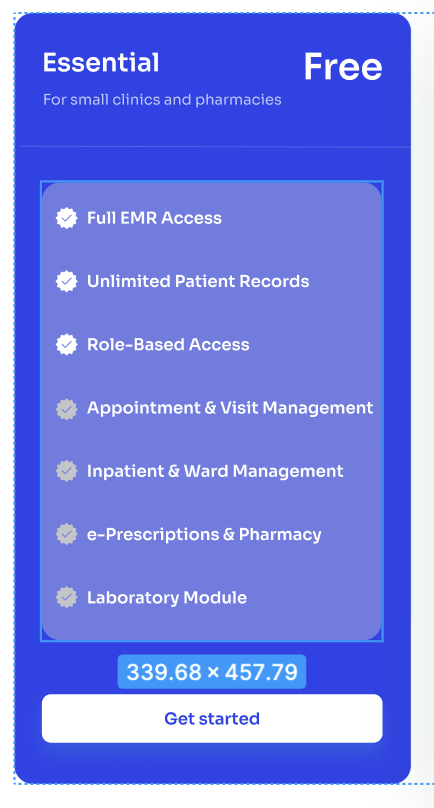 Essential
Free
For small clinics and pharmacies
Full EMR Access
Unlimited Patient Records
Role-Based Access
Appointment & Visit Management
Inpatient & Ward Management
e-Prescriptions & Pharmacy
Laboratory Module
339.68 × 457.79
Get started